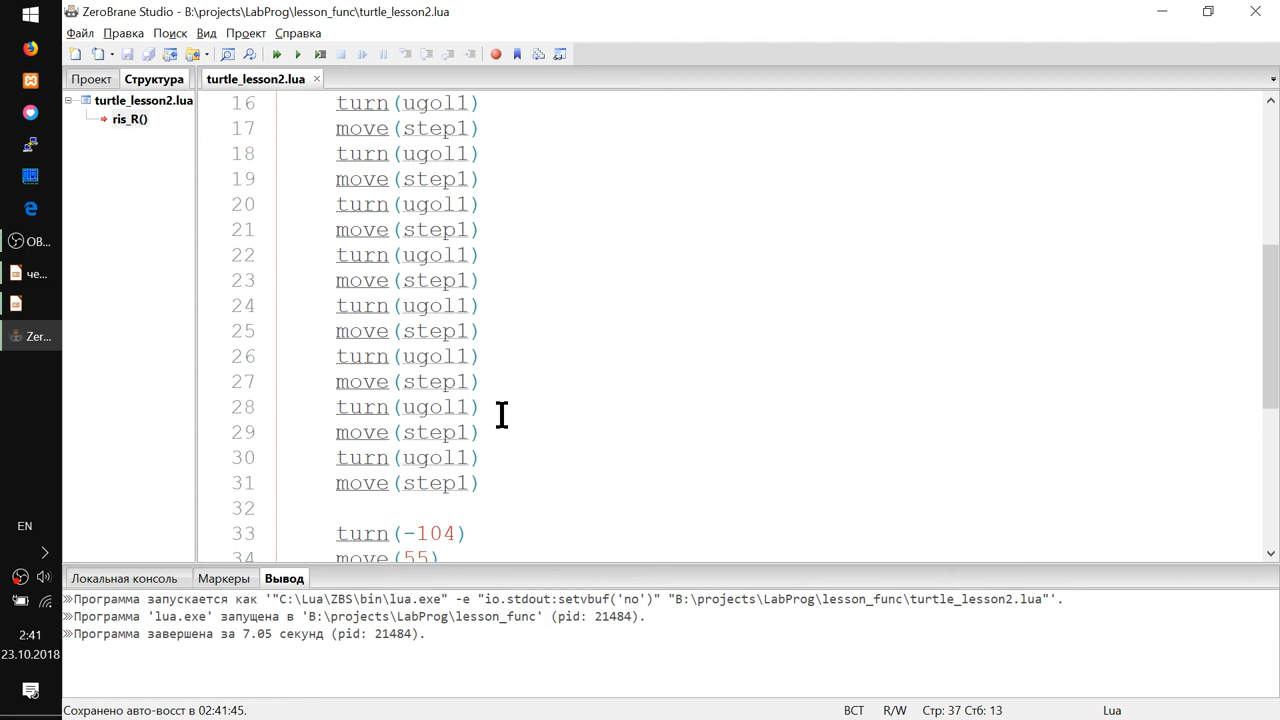 ZeroBrane Studio - B:\projects\LabProg\lesson_func\turtle_lesson2.lua
Файл Правка Поиск Вид Проект Справка
Проект Структура turtle_lesson2.lua
turtle_lesson2.lua
ris_R()
16 turn(ugol1)
17 move(step1)
18 turn(ugol1)
19 move(step1)
20 turn(ugol1)
21 move(step1)
22 turn(ugol1)
23 move(step1)
24 turn(ugol1)
25 move(step1)
26 turn(ugol1)
27 move(step1)
28 turn(ugol1)
29 move(step1)
30 turn(ugol1)
31 move(step1)
32
33 turn(-104)
34 move(55)
OB...
че...
Zer...
EN
2:41
23.10.2018
Локальная консоль Маркеры Вывод
Программа запускается как '"C:\Lua\ZBS\bin\lua.exe" -e "io.stdout:setvbuf('no')" "B:\projects\LabProg\lesson_func\turtle_lesson2.lua"'.
Программа 'lua.exe' запущена в 'B:\projects\LabProg\lesson_func' (pid: 21484).
Программа завершена за 7.05 секунд (pid: 21484).
Сохранено авто-восст в 02:41:45. ВСТ R/W Стр: 37 Стб: 13 Lua